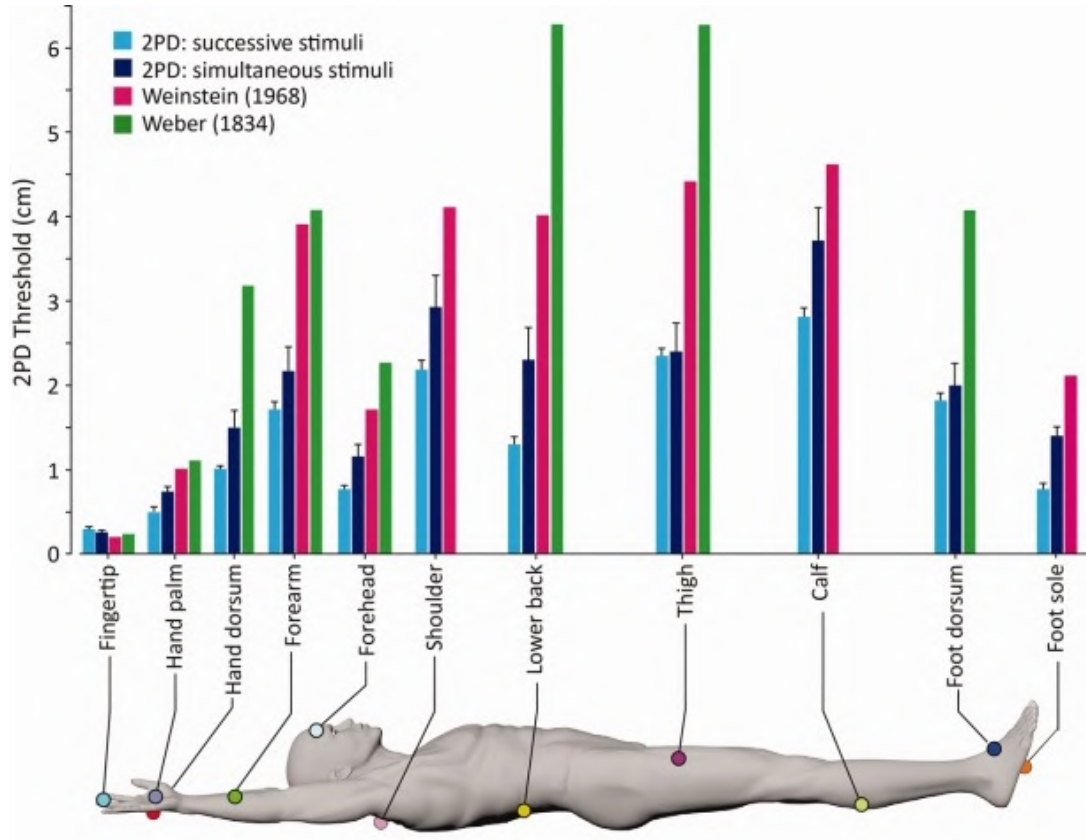 2PD: successive stimuli
2PD: simultaneous stimuli
Weinstein (1968)
Weber (1834)
2PD Threshold (cm)
6
5
4
3
2
1
0
Fingertip
Hand palm
Hand dorsum
Forearm
Forehead
Shoulder
Lower back
Thigh
Calf
Foot dorsum
Foot sole